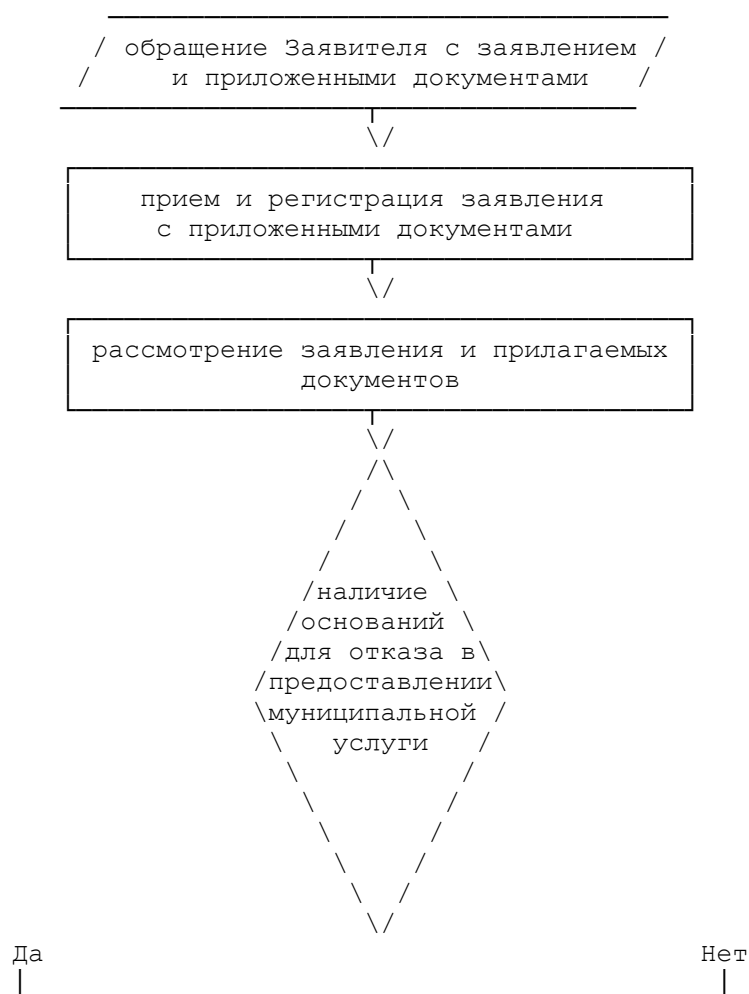 обращение Заявителя с заявлением
и приложенными документами
прием и регистрация заявления
с приложенными документами
рассмотрение заявления и прилагаемых
документов
наличие
оснований
для отказа в
предоставлении
муниципальной
услуги
Да Нет